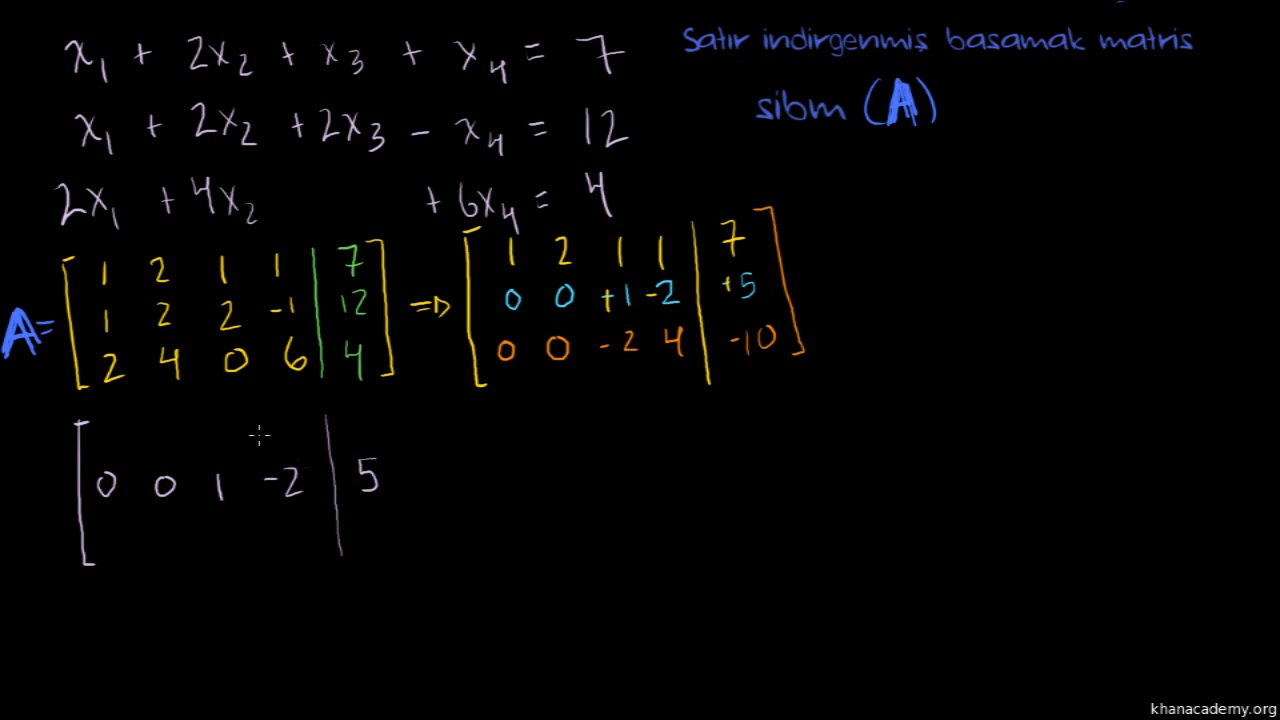 x₁ + 2x₂ + x₃ + x₄ = 7
Satır indirgenmiş basamak matris
x₁ + 2x₂ + 2x₃ - x₄ = 12
sibm (A)
2x₁ + 4x₂ + 6x₄ = 4
A = [ 1 2 1 1 | 7 ] => [ 1 2 1 1 | 7 ]
1 2 2 -1 | 12 0 0 +1 -2 | +5
2 4 0 6 | 4 0 0 -2 4 | -10
[ 0 0 1 -2 | 5
khanacademy.org